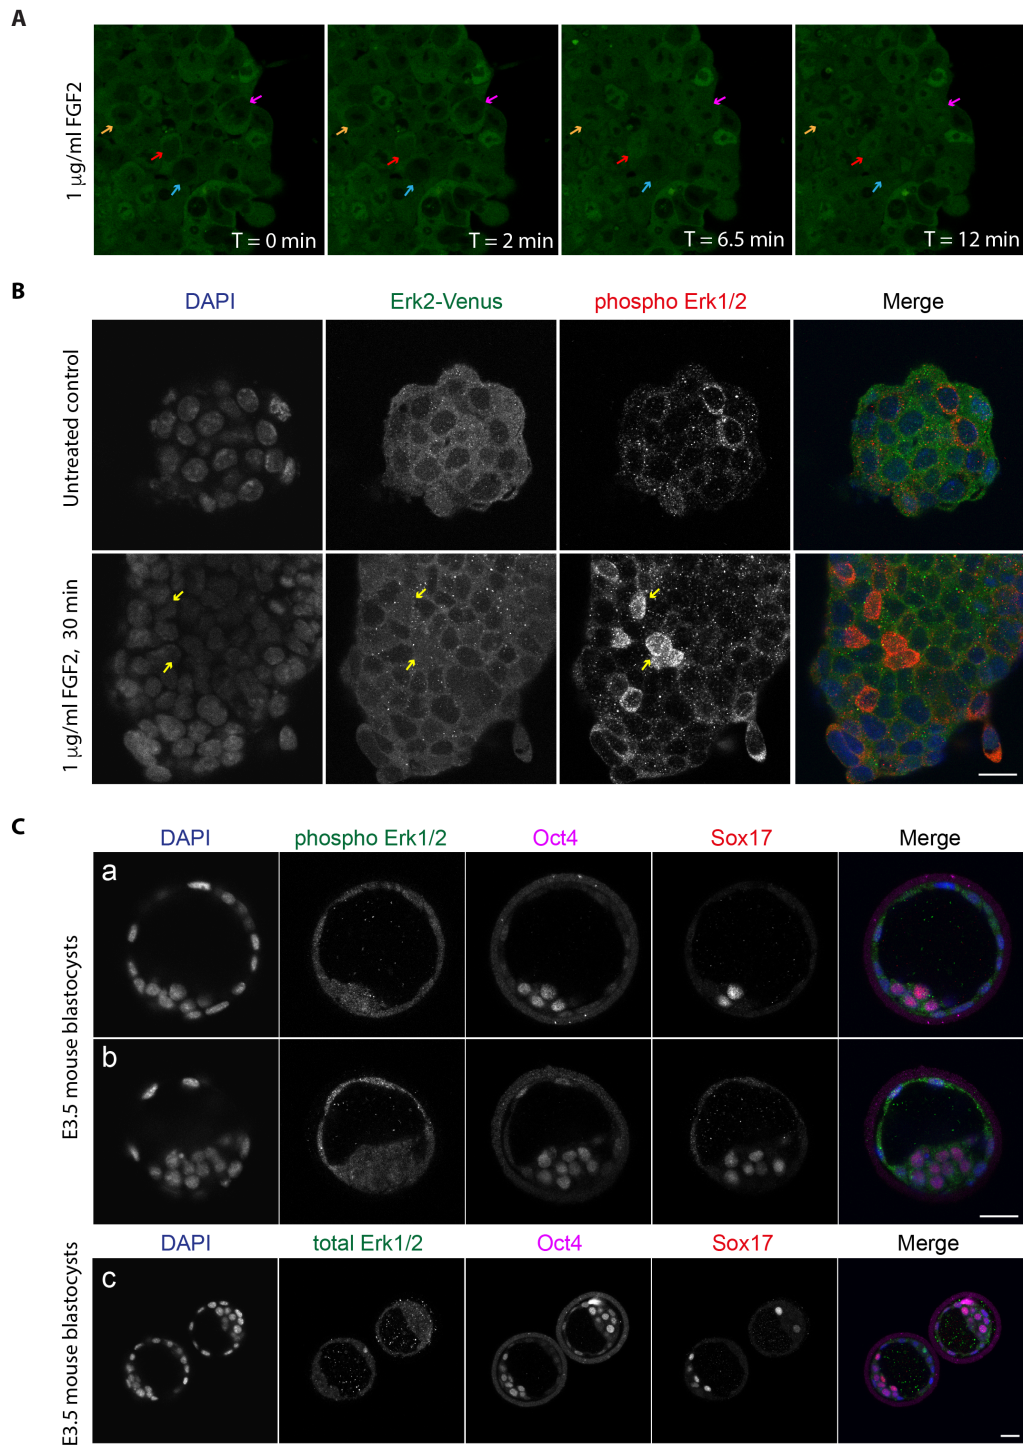 A
1 μg/ml FGF2
T = 0 min
T = 2 min
T = 6.5 min
T = 12 min
B
DAPI
Erk2-Venus
phospho Erk1/2
Merge
Untreated control
1 μg/ml FGF2, 30 min
C
DAPI
phospho Erk1/2
Oct4
Sox17
Merge
E3.5 mouse blastocysts
a
b
DAPI
total Erk1/2
Oct4
Sox17
Merge
E3.5 mouse blastocysts
c